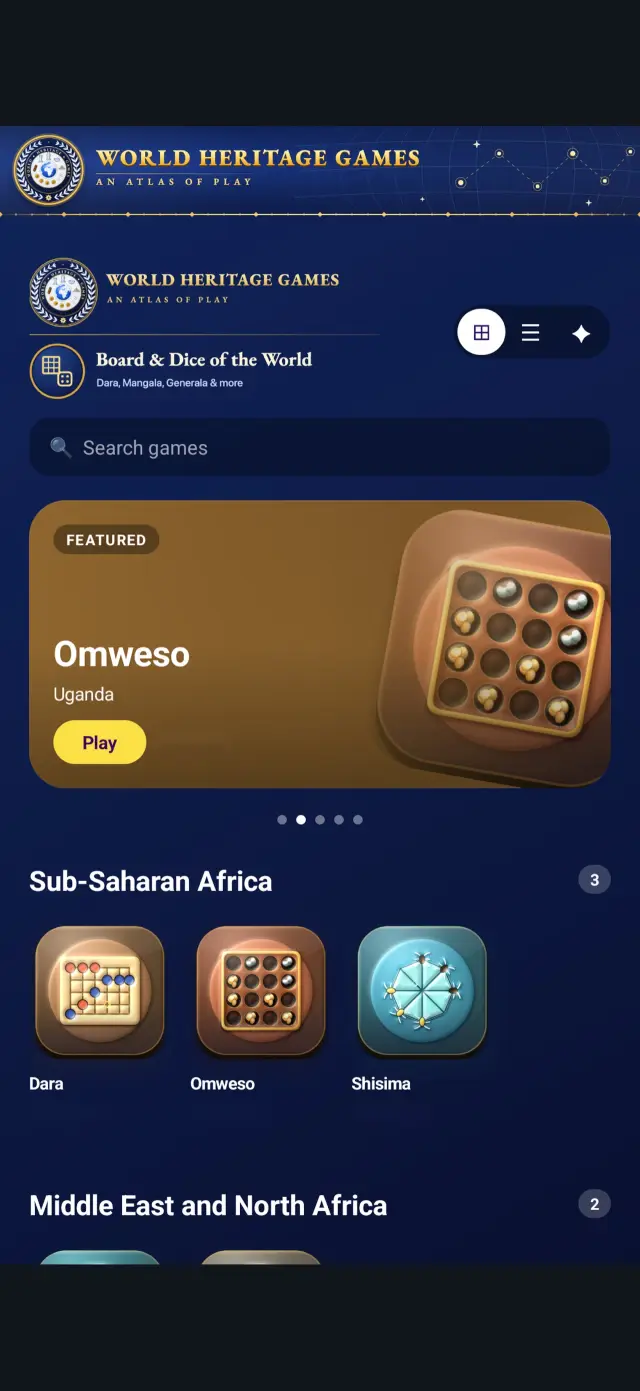 WORLD HERITAGE GAMES
AN ATLAS OF PLAY
WORLD HERITAGE GAMES
AN ATLAS OF PLAY
Board & Dice of the World
Dara, Mangala, Generala & more
Search games
FEATURED
Omweso
Uganda
Play
Sub-Saharan Africa
3
Dara
Omweso
Shisima
Middle East and North Africa
2